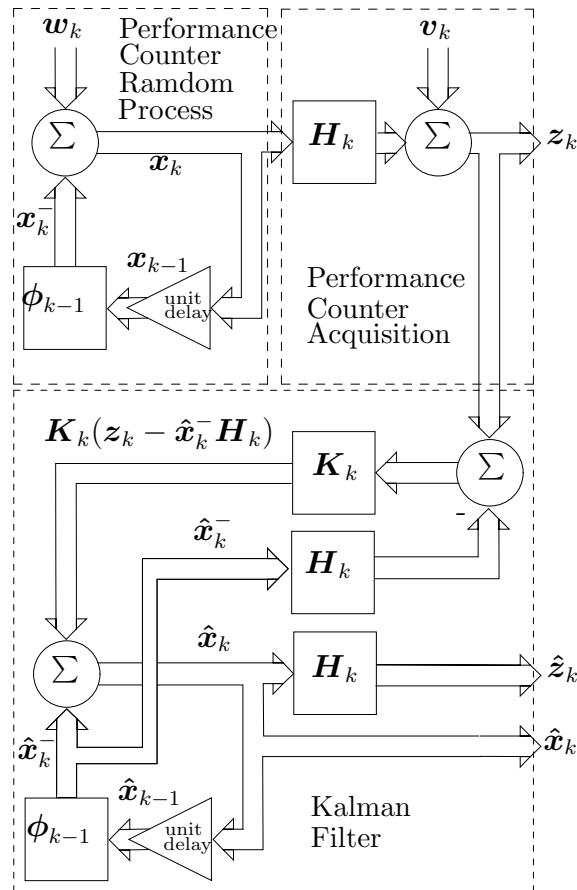 w_k
Performance
Counter
Ramdom
Process
v_k
Σ
x_k
H_k
Σ
z_k
x_k^-
x_{k-1}
ϕ_{k-1}
unit
delay
Performance
Counter
Acquisition
K_k(z_k − x̂_k^- H_k)
K_k
Σ
-
x̂_k^-
H_k
Σ
x̂_k
H_k
ẑ_k
x̂_k^-
x̂_k
x̂_{k-1}
ϕ_{k-1}
unit
delay
Kalman
Filter